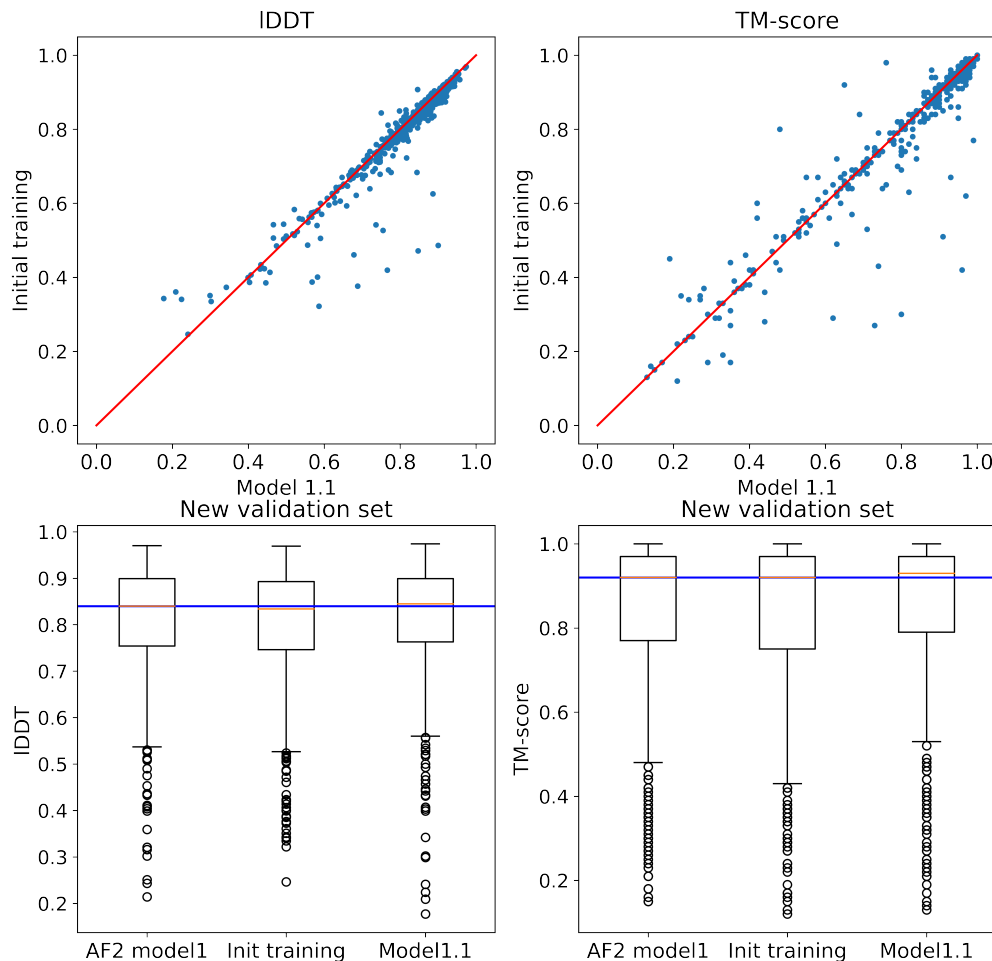 lDDT
1.0
0.8
0.6
0.4
0.2
0.0
Initial training
0.0 0.2 0.4 0.6 0.8 1.0
Model 1.1
TM-score
1.0
0.8
0.6
0.4
0.2
0.0
Initial training
0.0 0.2 0.4 0.6 0.8 1.0
Model 1.1
New validation set
1.0
0.9
0.8
0.7
0.6
0.5
0.4
0.3
0.2
lDDT
AF2 model1 Init training Model1.1
New validation set
1.0
0.8
0.6
0.4
0.2
TM-score
AF2 model1 Init training Model1.1